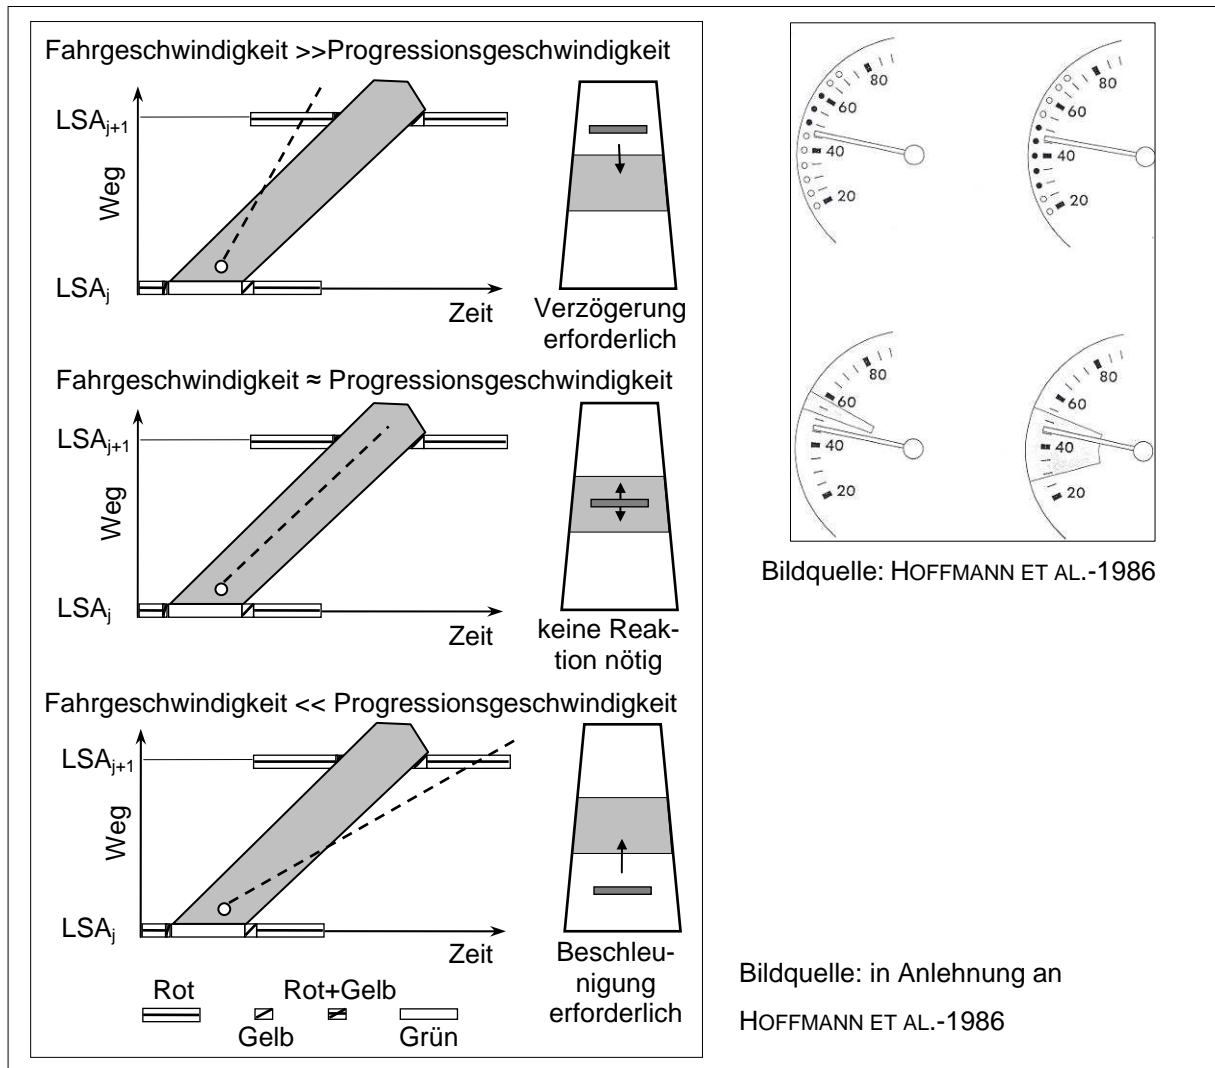 Fahrgeschwindigkeit >>Progressionsgeschwindigkeit
LSAj+1
Weg
LSAj
Zeit
Verzögerung
erforderlich
Fahrgeschwindigkeit ≈ Progressionsgeschwindigkeit
LSAj+1
Weg
LSAj
Zeit
keine Reak-
tion nötig
Fahrgeschwindigkeit << Progressionsgeschwindigkeit
LSAj+1
Weg
LSAj
Zeit
Beschleu-
nigung
erforderlich
Rot
Rot+Gelb
Gelb
Grün
80
60
40
20
80
60
40
20
80
60
40
20
80
60
40
20
Bildquelle: HOFFMANN ET AL.-1986
Bildquelle: in Anlehnung an
HOFFMANN ET AL.-1986